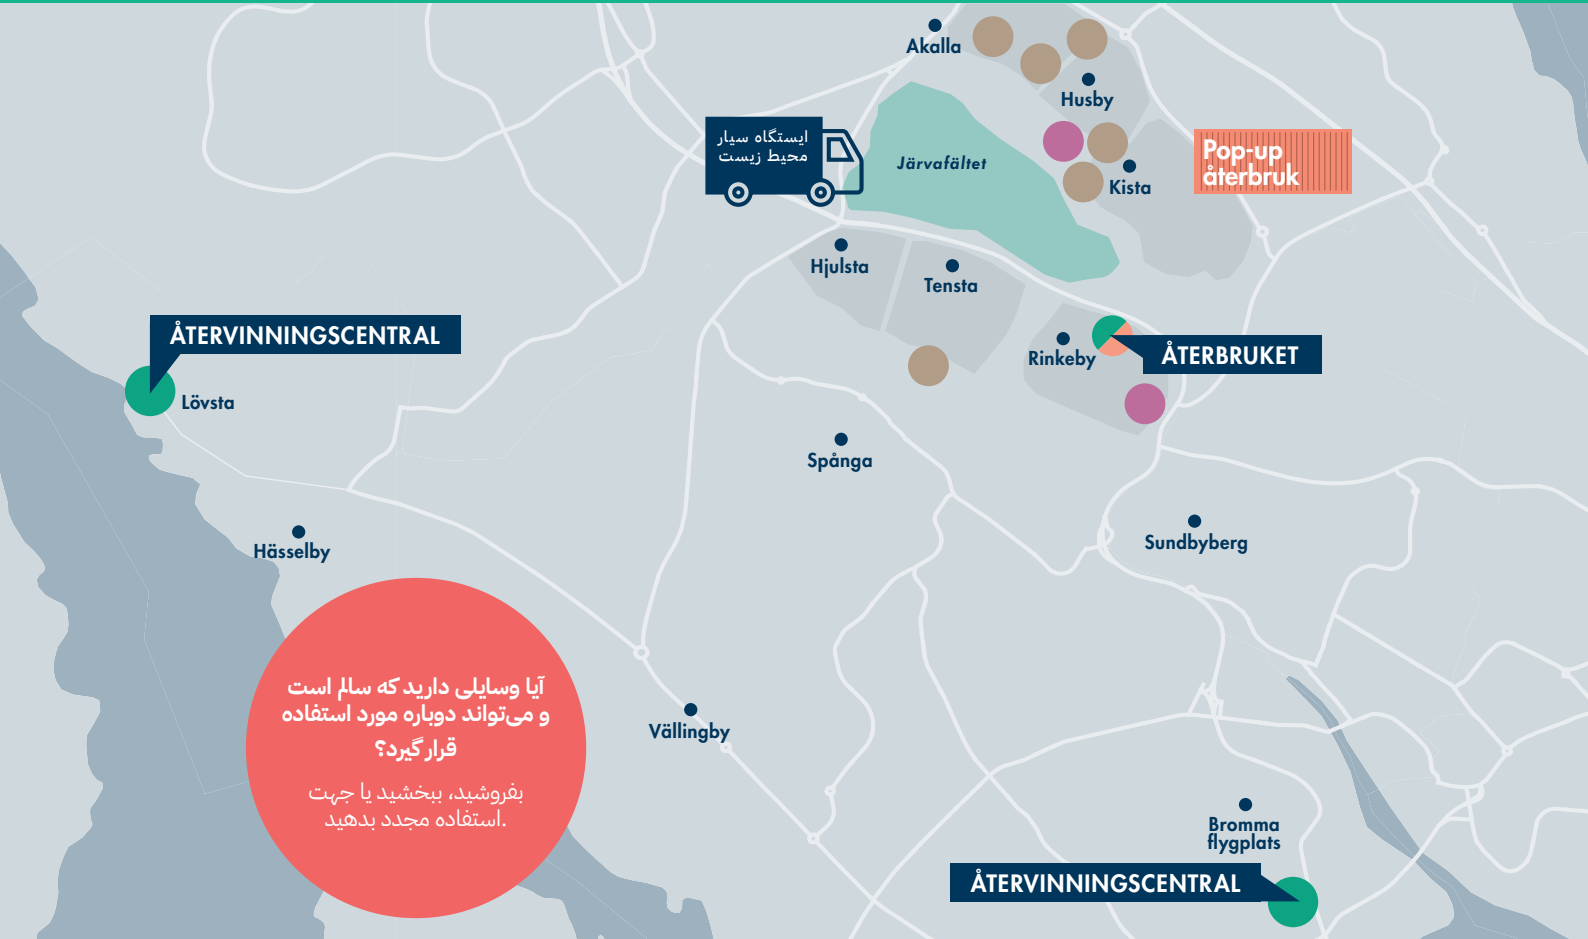 Akalla
Husby
ایستگاه سیار
محیط زیست
Järvafältet
Pop-up
återbruk
Kista
Hjulsta
Tensta
ÅTERVINNINGSCENTRAL
Rinkeby
ÅTERBRUKET
Lövsta
Spånga
Hässelby
Sundbyberg
آیا وسایلی دارید که سالم است
و می‌تواند دوباره مورد استفاده
قرار گیرد؟
بفروشید، ببخشید یا جهت
استفاده مجدد بدهید.
Vällingby
Bromma
flygplats
ÅTERVINNINGSCENTRAL